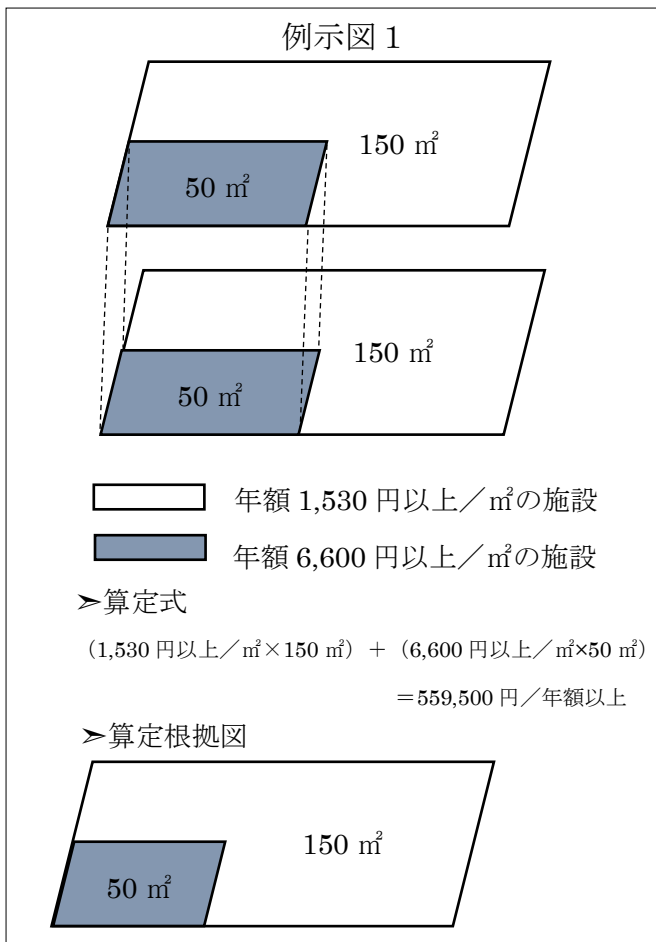 例示図 1
150 ㎡
50 ㎡
150 ㎡
50 ㎡
年額 1,530 円以上／㎡の施設
年額 6,600 円以上／㎡の施設
➢算定式
（1,530 円以上／㎡×150 ㎡）＋（6,600 円以上／㎡×50 ㎡）
＝559,500 円／年額以上
➢算定根拠図
150 ㎡
50 ㎡